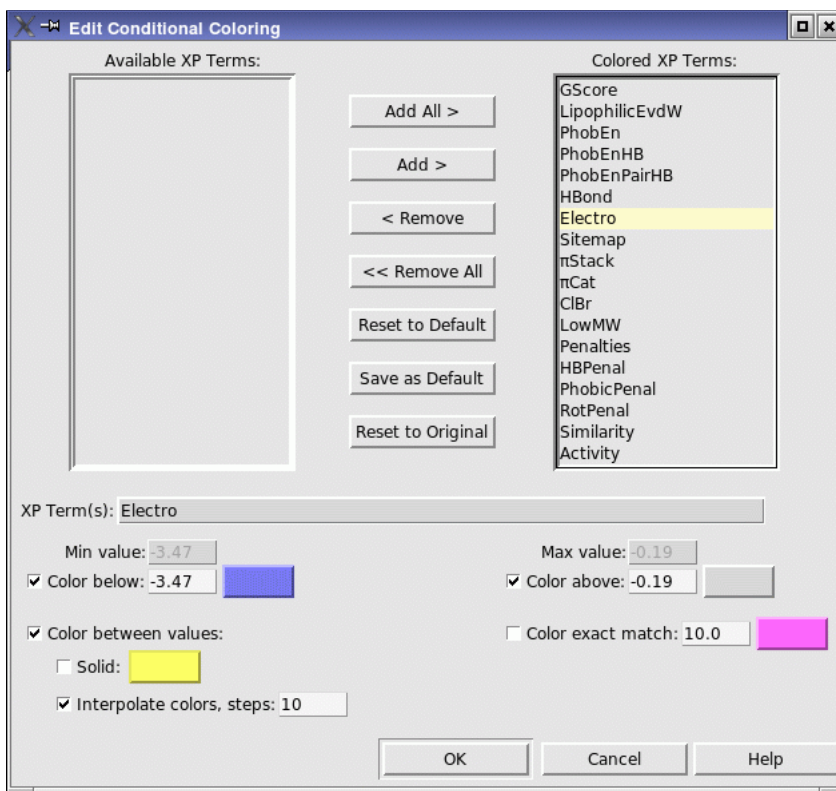 Edit Conditional Coloring
Available XP Terms:
Colored XP Terms:
Add All >
Add >
< Remove
<< Remove All
Reset to Default
Save as Default
Reset to Original
GScore
LipophilicEvdW
PhobEn
PhobEnHB
PhobEnPairHB
HBond
Electro
Sitemap
πStack
πCat
ClBr
LowMW
Penalties
HBPenal
PhobicPenal
RotPenal
Similarity
Activity
XP Term(s): Electro
Min value: -3.47
Max value: -0.19
Color below: -3.47
Color above: -0.19
Color between values:
Color exact match: 10.0
Solid:
Interpolate colors, steps: 10
OK
Cancel
Help